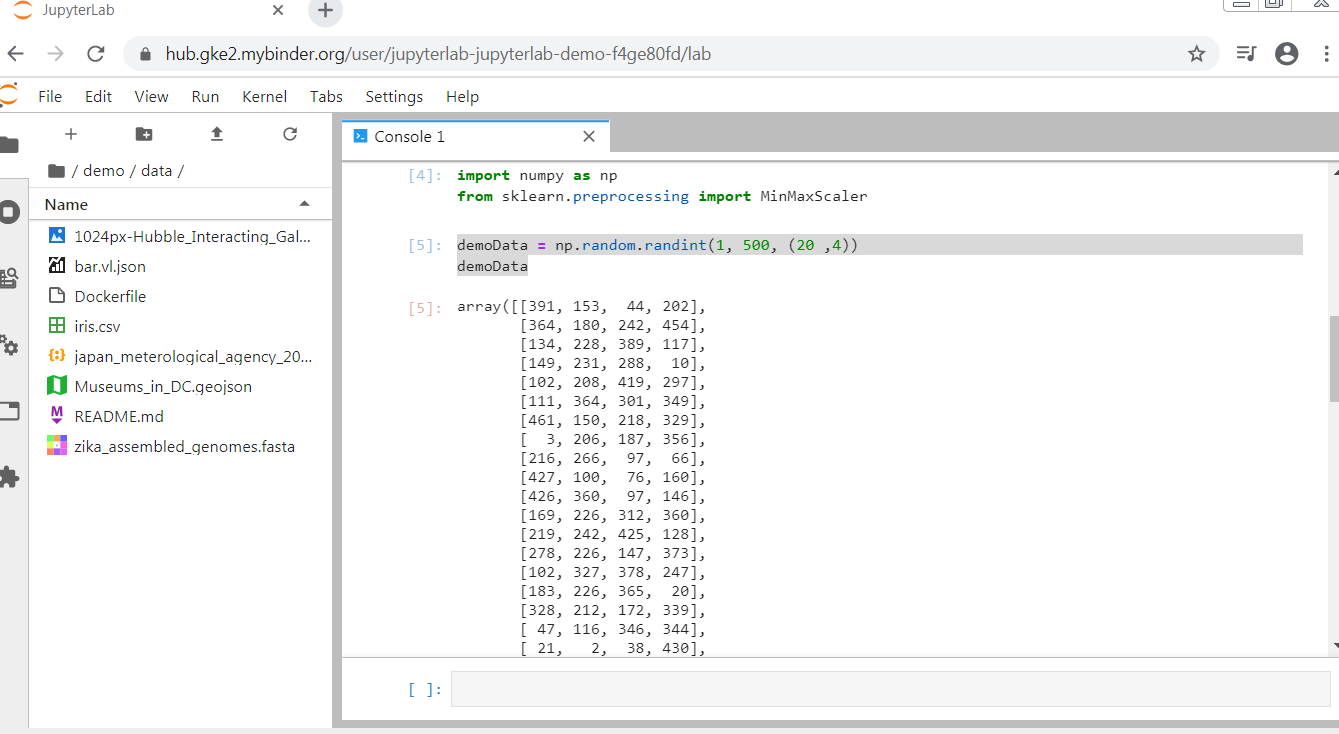 JupyterLab
hub.gke2.mybinder.org/user/jupyterlab-jupyterlab-demo-f4ge80fd/lab
File Edit View Run Kernel Tabs Settings Help
/ demo / data /
Name
1024px-Hubble_Interacting_Gal...
bar.vl.json
Dockerfile
iris.csv
japan_meterological_agency_20...
Museums_in_DC.geojson
README.md
zika_assembled_genomes.fasta
Console 1
[4]: import numpy as np
from sklearn.preprocessing import MinMaxScaler
[5]: demoData = np.random.randint(1, 500, (20 ,4))
demoData
[5]: array([[391, 153,  44, 202],
[364, 180, 242, 454],
[134, 228, 389, 117],
[149, 231, 288,  10],
[102, 208, 419, 297],
[111, 364, 301, 349],
[461, 150, 218, 329],
[  3, 206, 187, 356],
[216, 266,  97,  66],
[427, 100,  76, 160],
[426, 360,  97, 146],
[169, 226, 312, 360],
[219, 242, 425, 128],
[278, 226, 147, 373],
[102, 327, 378, 247],
[183, 226, 365,  20],
[328, 212, 172, 339],
[ 47, 116, 346, 344],
[ 21,   2,  38, 430],
[ ]: